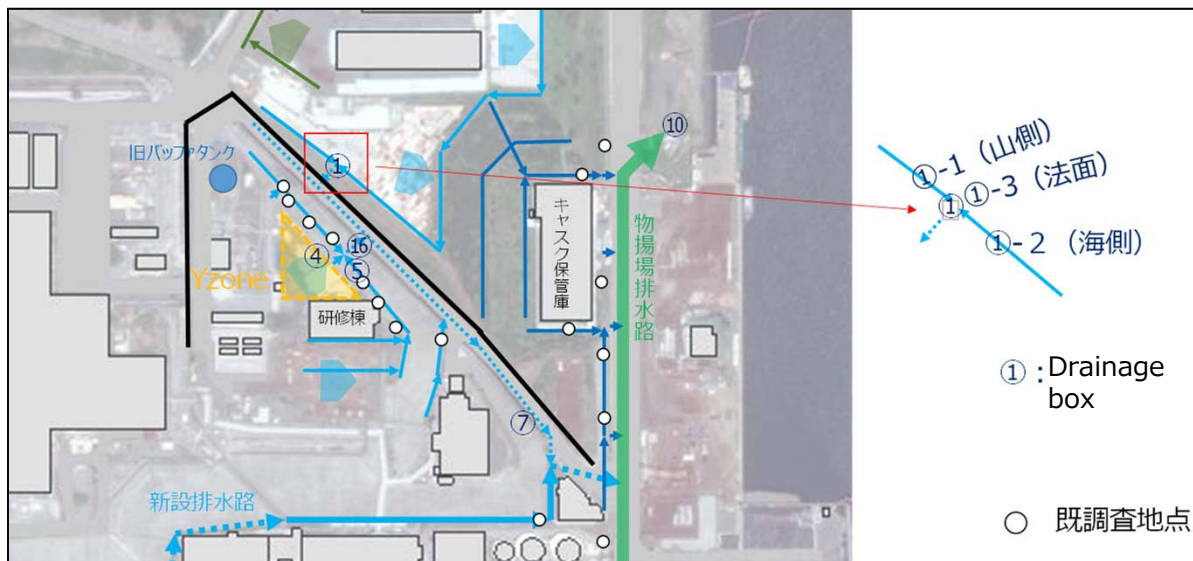 旧バッファタンク
①
⑩
④
⑯
⑤
Yzone
研修棟
キャスク保管庫
物揚場排水路
⑦
新設排水路
①-1（山側）
①
①-3（法面）
①-2（海側）
①：Drainage
box
○ 既調査地点